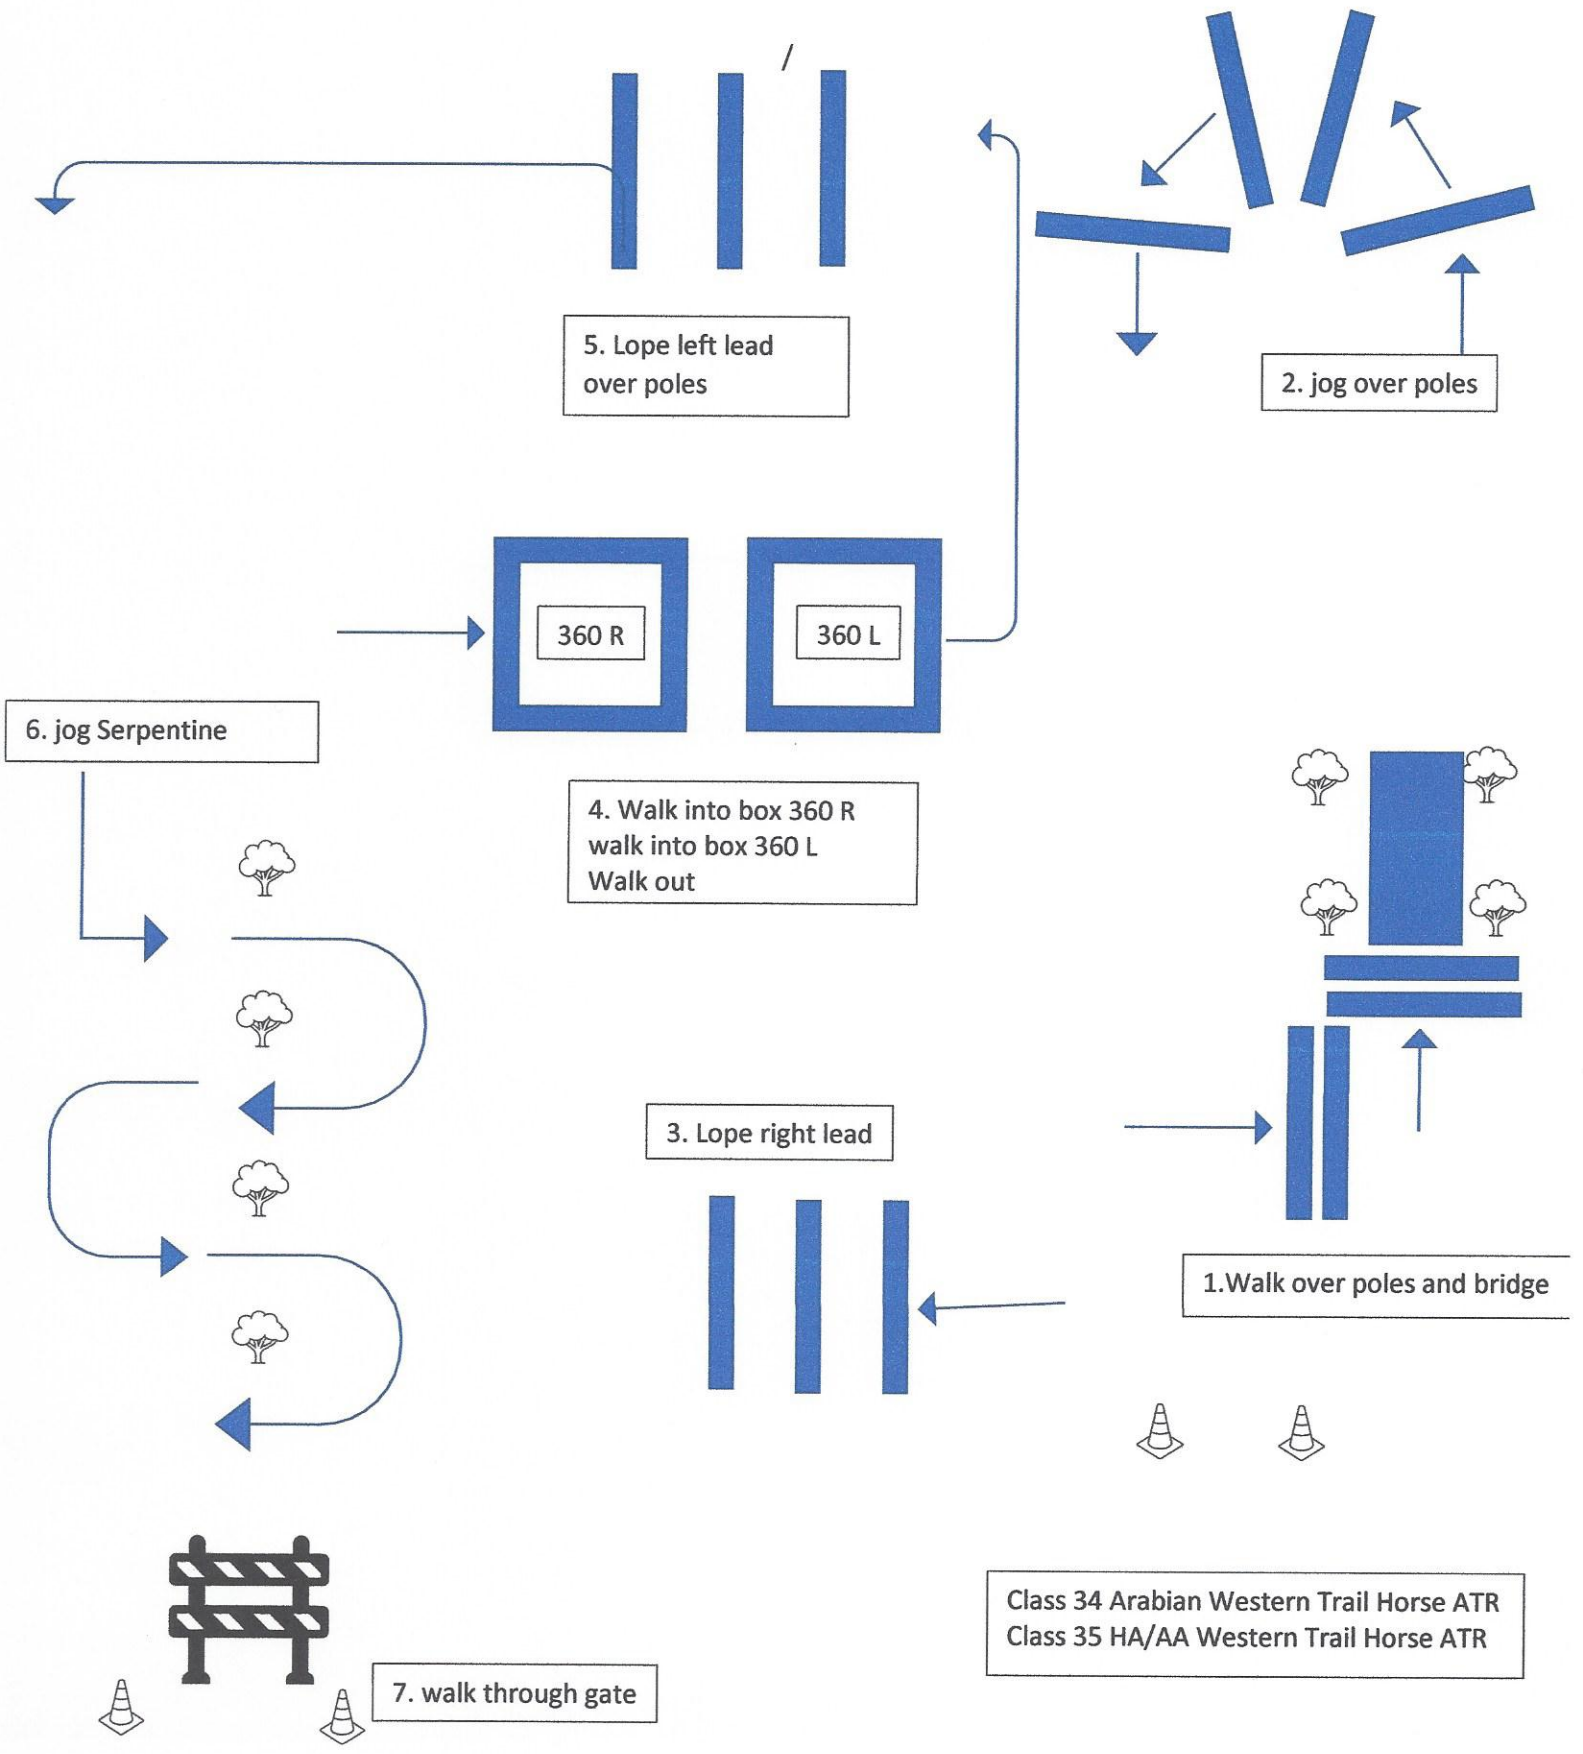 /
5. Lope left lead
over poles
2. jog over poles
360 R
360 L
6. jog Serpentine
4. Walk into box 360 R
walk into box 360 L
Walk out
3. Lope right lead
1.Walk over poles and bridge
Class 34 Arabian Western Trail Horse ATR
Class 35 HA/AA Western Trail Horse ATR
7. walk through gate